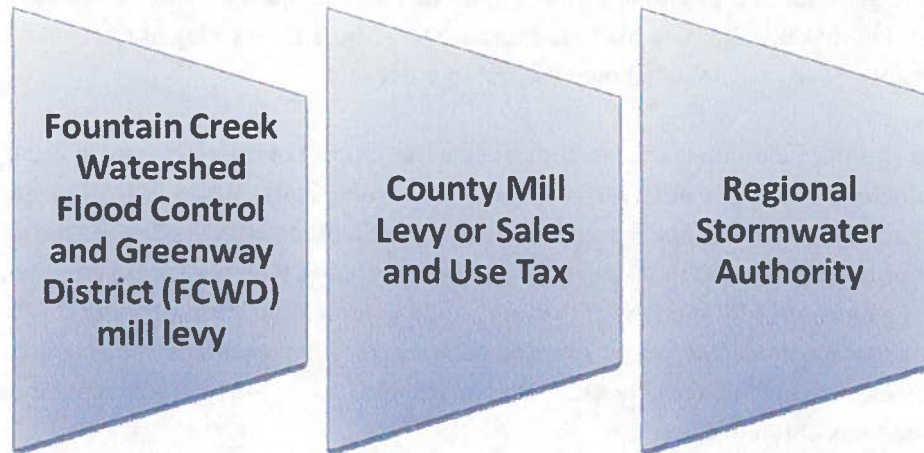 Fountain Creek
Watershed
Flood Control
and Greenway
District (FCWD)
mill levy
County Mill
Levy or Sales
and Use Tax
Regional
Stormwater
Authority